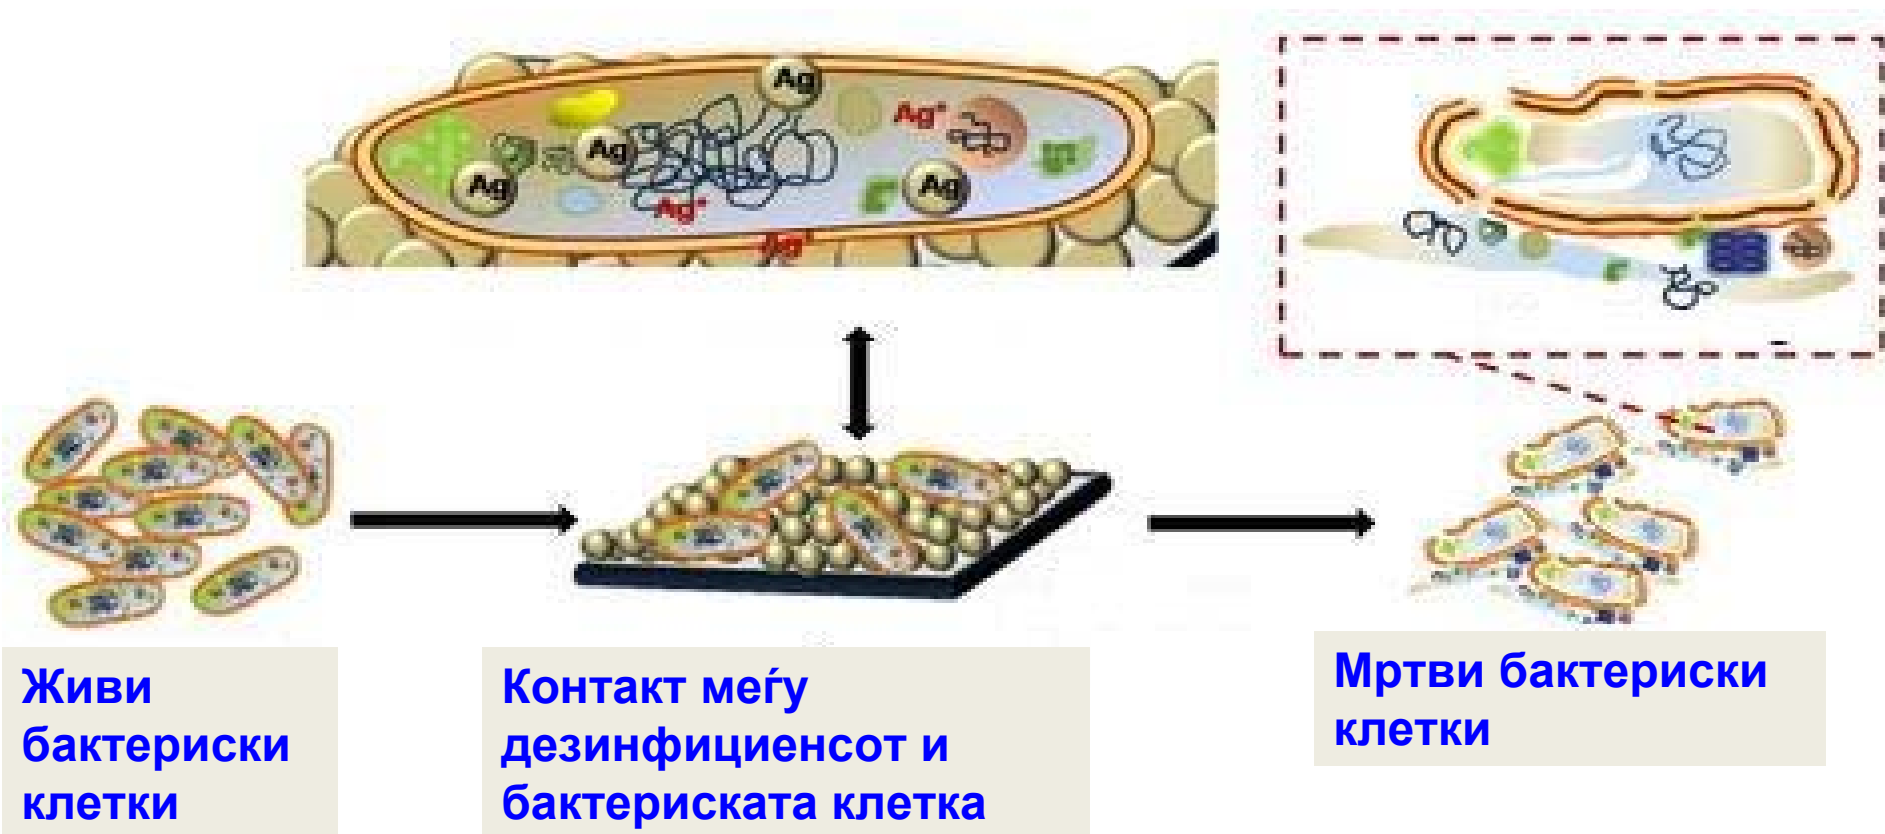 Ag
Ag⁺
Ag
Ag
Ag
Ag⁺
Ag⁺
Живи
бактериски
клетки
Контакт меѓу
дезинфициенсот и
бактериската клетка
Мртви бактериски
клетки